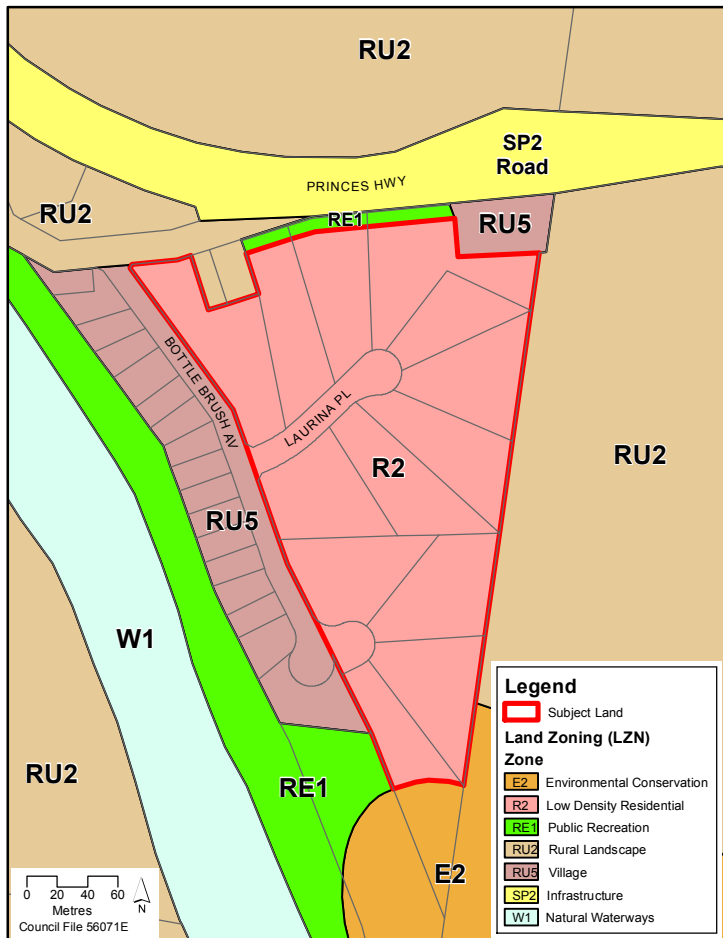 RU2
SP2
Road
PRINCES HWY
RU2
RE1
RU5
BOTTLE BRUSH AV
LAURINA PL
R2
RU2
RU5
W1
RU2
RE1
E2
Legend
Subject Land
Land Zoning (LZN)
Zone
E2 Environmental Conservation
R2 Low Density Residential
RE1 Public Recreation
RU2 Rural Landscape
RU5 Village
SP2 Infrastructure
W1 Natural Waterways
0 20 40 60
Metres
N
Council File 56071E